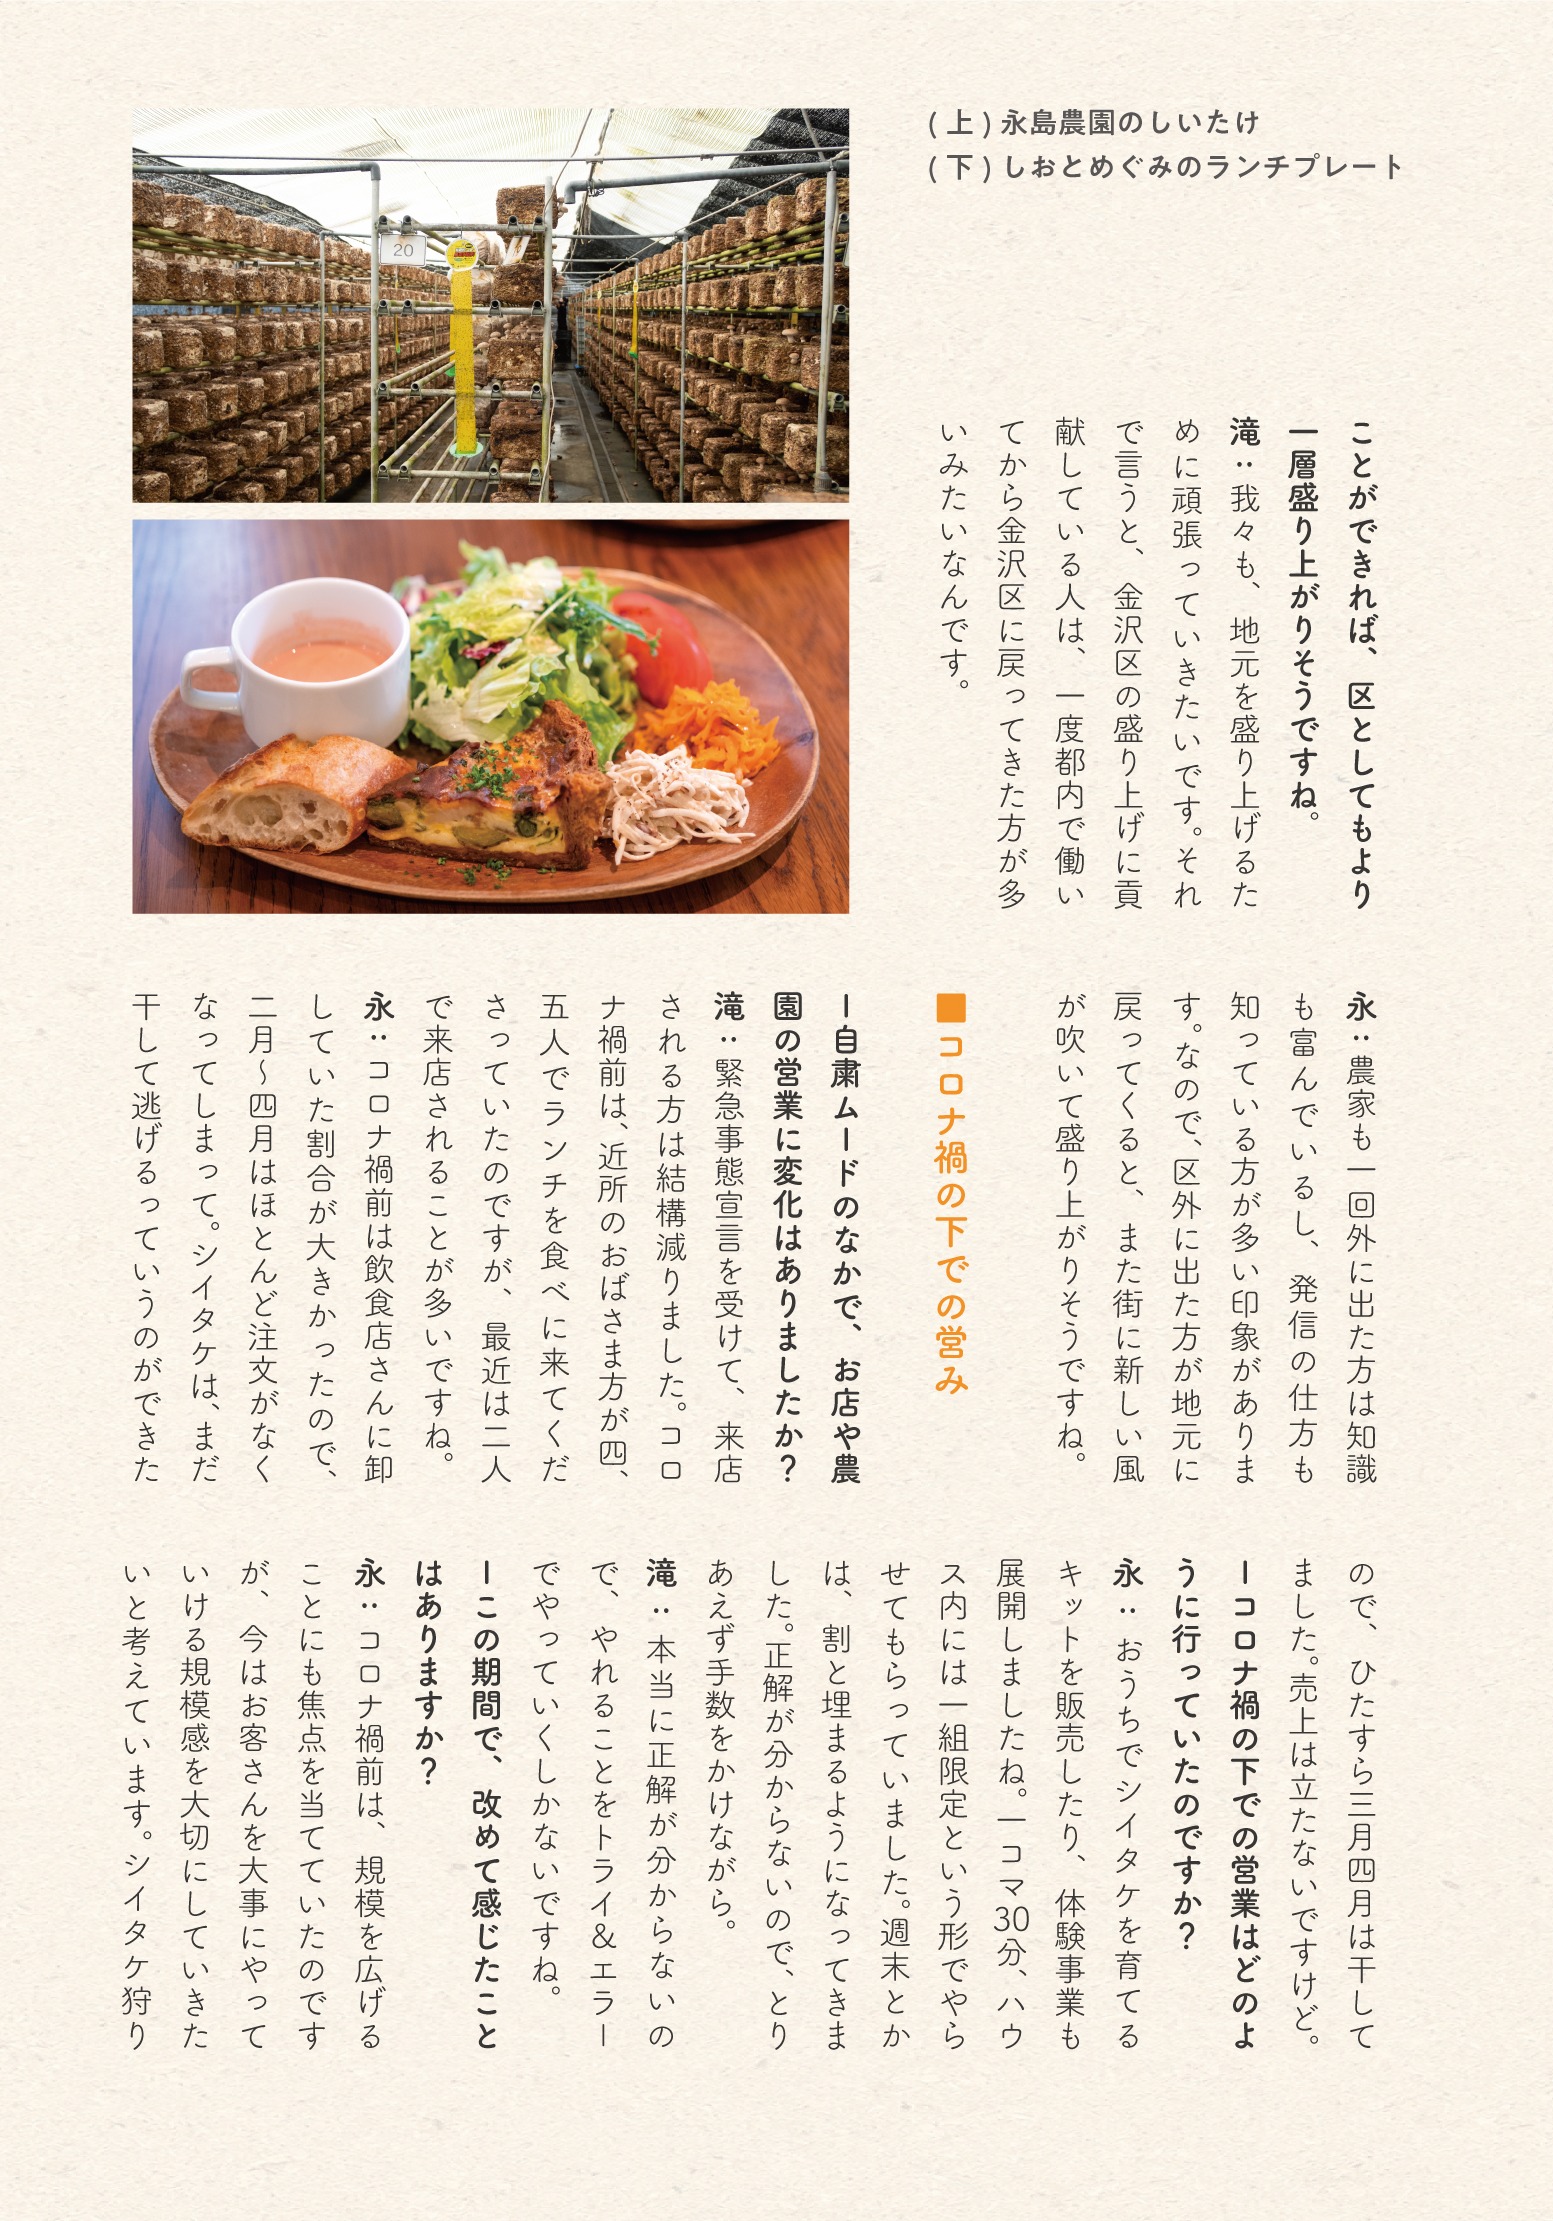 (上)永島農園のしいたけ
(下)しおとめぐみのランチプレート
20
ことができれば、区としてもより
一層盛り上がりそうですね。
滝：我々も、地元を盛り上げるた
めに頑張っていきたいです。それ
で言うと、金沢区の盛り上げに貢
献している人は、一度都内で働い
てから金沢区に戻ってきた方が多
いみたいなんです。
永：農家も一回外に出た方は知識
も富んでいるし、発信の仕方も
知っている方が多い印象がありま
す。なので、区外に出た方が地元に
戻ってくると、また街に新しい風
が吹いて盛り上がりそうですね。
■コロナ禍の下での営み
ー自粛ムードのなかで、お店や農
園の営業に変化はありましたか？
滝：緊急事態宣言を受けて、来店
される方は結構減りました。コロ
ナ禍前は、近所のおばさま方が四、
五人でランチを食べに来てくだ
さっていたのですが、最近は二人
で来店されることが多いですね。
永：コロナ禍前は飲食店さんに卸
していた割合が大きかったので、
二月〜四月はほとんど注文がなく
なってしまって。シイタケは、まだ
干して逃げるっていうのができた
ので、ひたすら三月四月は干して
ました。売上は立たないですけど。
ーコロナ禍の下での営業はどのよ
うに行っていたのですか？
永：おうちでシイタケを育てる
キットを販売したり、体験事業も
展開しましたね。一コマ30分、ハウ
ス内には一組限定という形でやら
せてもらっていました。週末とか
は、割と埋まるようになってきま
した。正解が分からないので、とり
あえず手数をかけながら。
滝：本当に正解が分からないの
で、やれることをトライ＆エラー
でやっていくしかないですね。
ーこの期間で、改めて感じたこと
はありますか？
永：コロナ禍前は、規模を広げる
ことにも焦点を当てていたのです
が、今はお客さんを大事にやって
いける規模感を大切にしていきた
いと考えています。シイタケ狩り